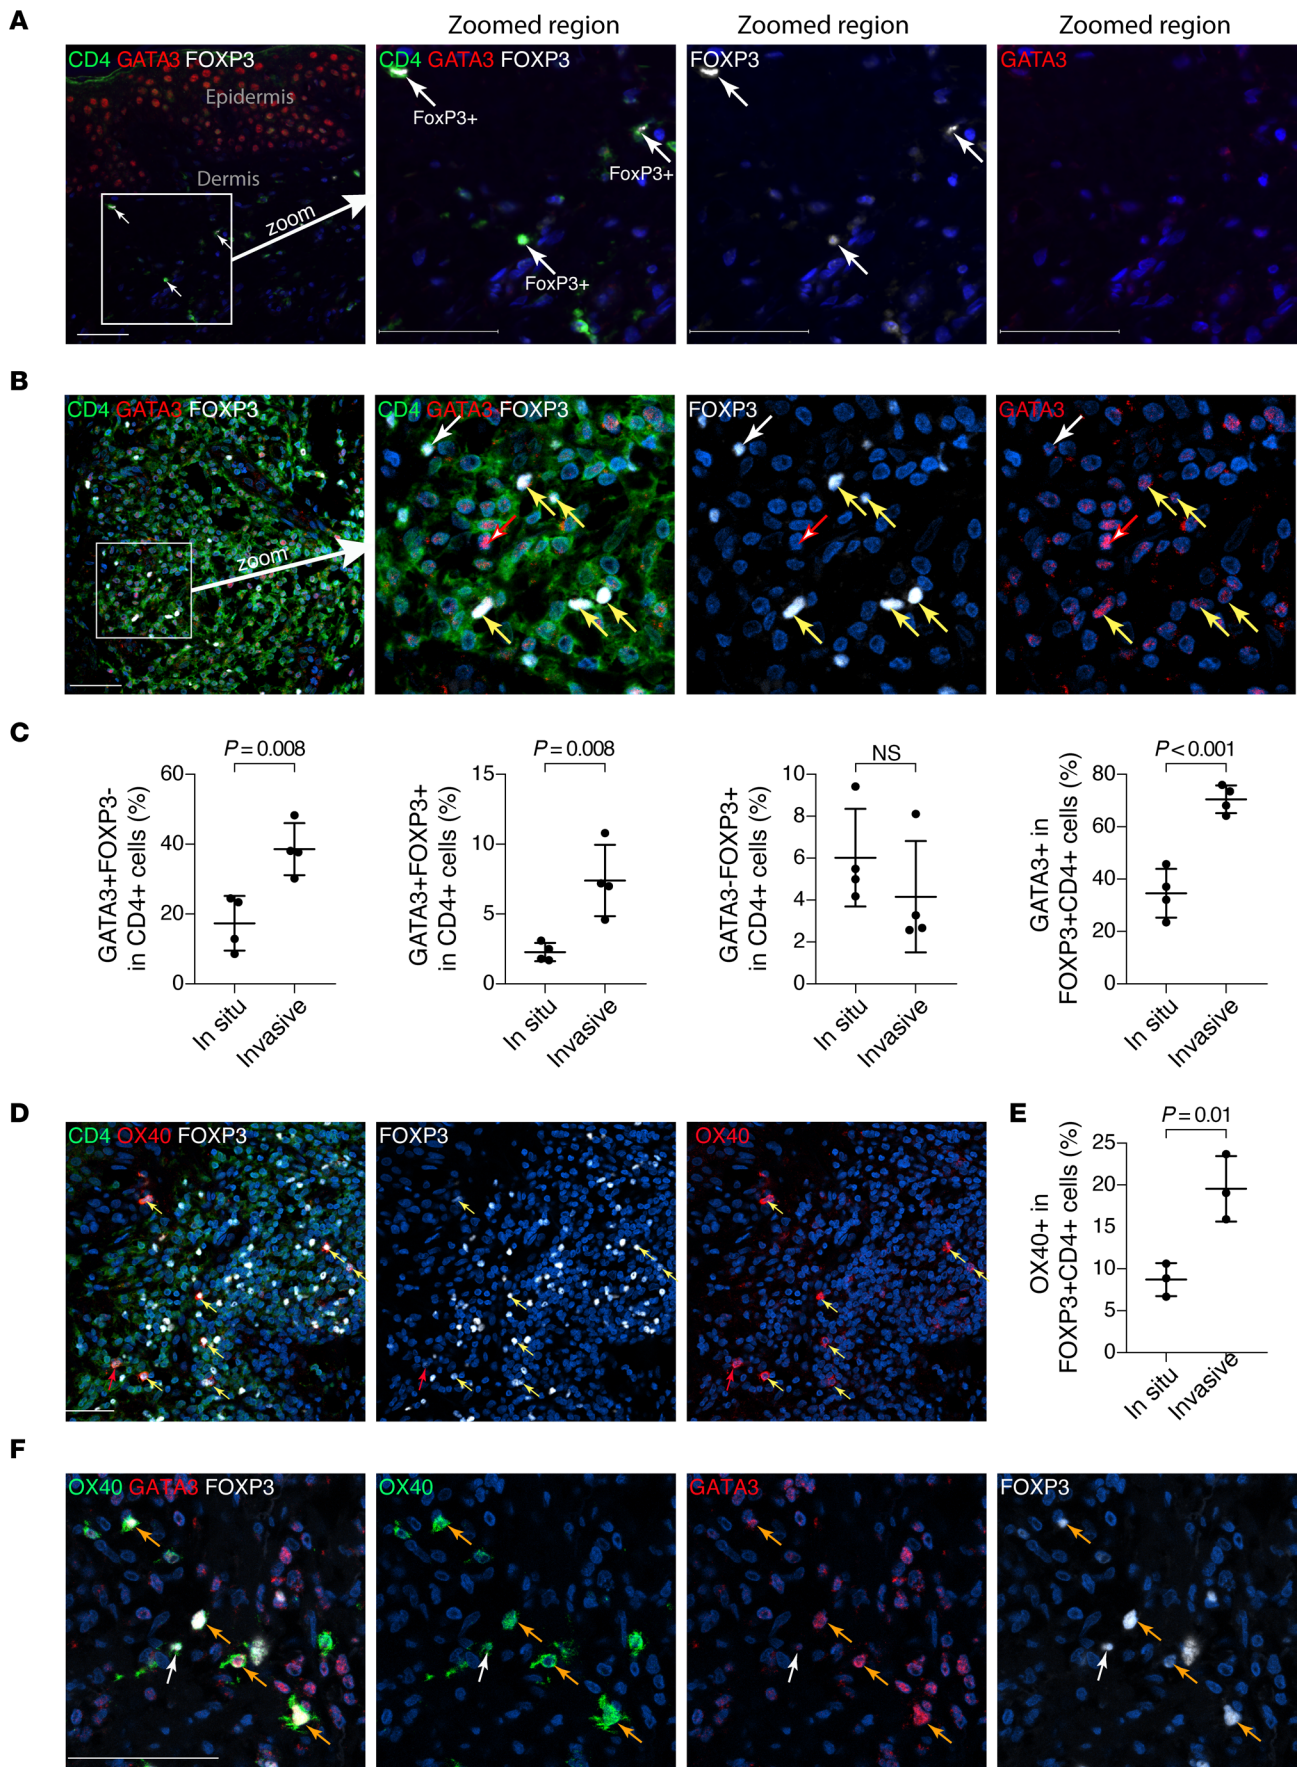 A
Zoomed region
Zoomed region
Zoomed region
CD4 GATA3 FOXP3
Epidermis
Dermis
zoom
CD4 GATA3 FOXP3
FoxP3+
FoxP3+
FoxP3+
FOXP3
GATA3
B
CD4 GATA3 FOXP3
zoom
CD4 GATA3 FOXP3
FOXP3
GATA3
C
GATA3+FOXP3-
in CD4+ cells (%)
P = 0.008
60
40
20
0
In situ
Invasive
GATA3+FOXP3+
in CD4+ cells (%)
P = 0.008
15
10
5
0
In situ
Invasive
GATA3-FOXP3+
in CD4+ cells (%)
NS
10
8
6
4
2
0
In situ
Invasive
GATA3+ in
FOXP3+CD4+ cells (%)
P < 0.001
80
60
40
20
0
In situ
Invasive
D
CD4 OX40 FOXP3
FOXP3
OX40
E
OX40+ in
FOXP3+CD4+ cells (%)
P = 0.01
25
20
15
10
5
0
In situ
Invasive
F
OX40 GATA3 FOXP3
OX40
GATA3
FOXP3